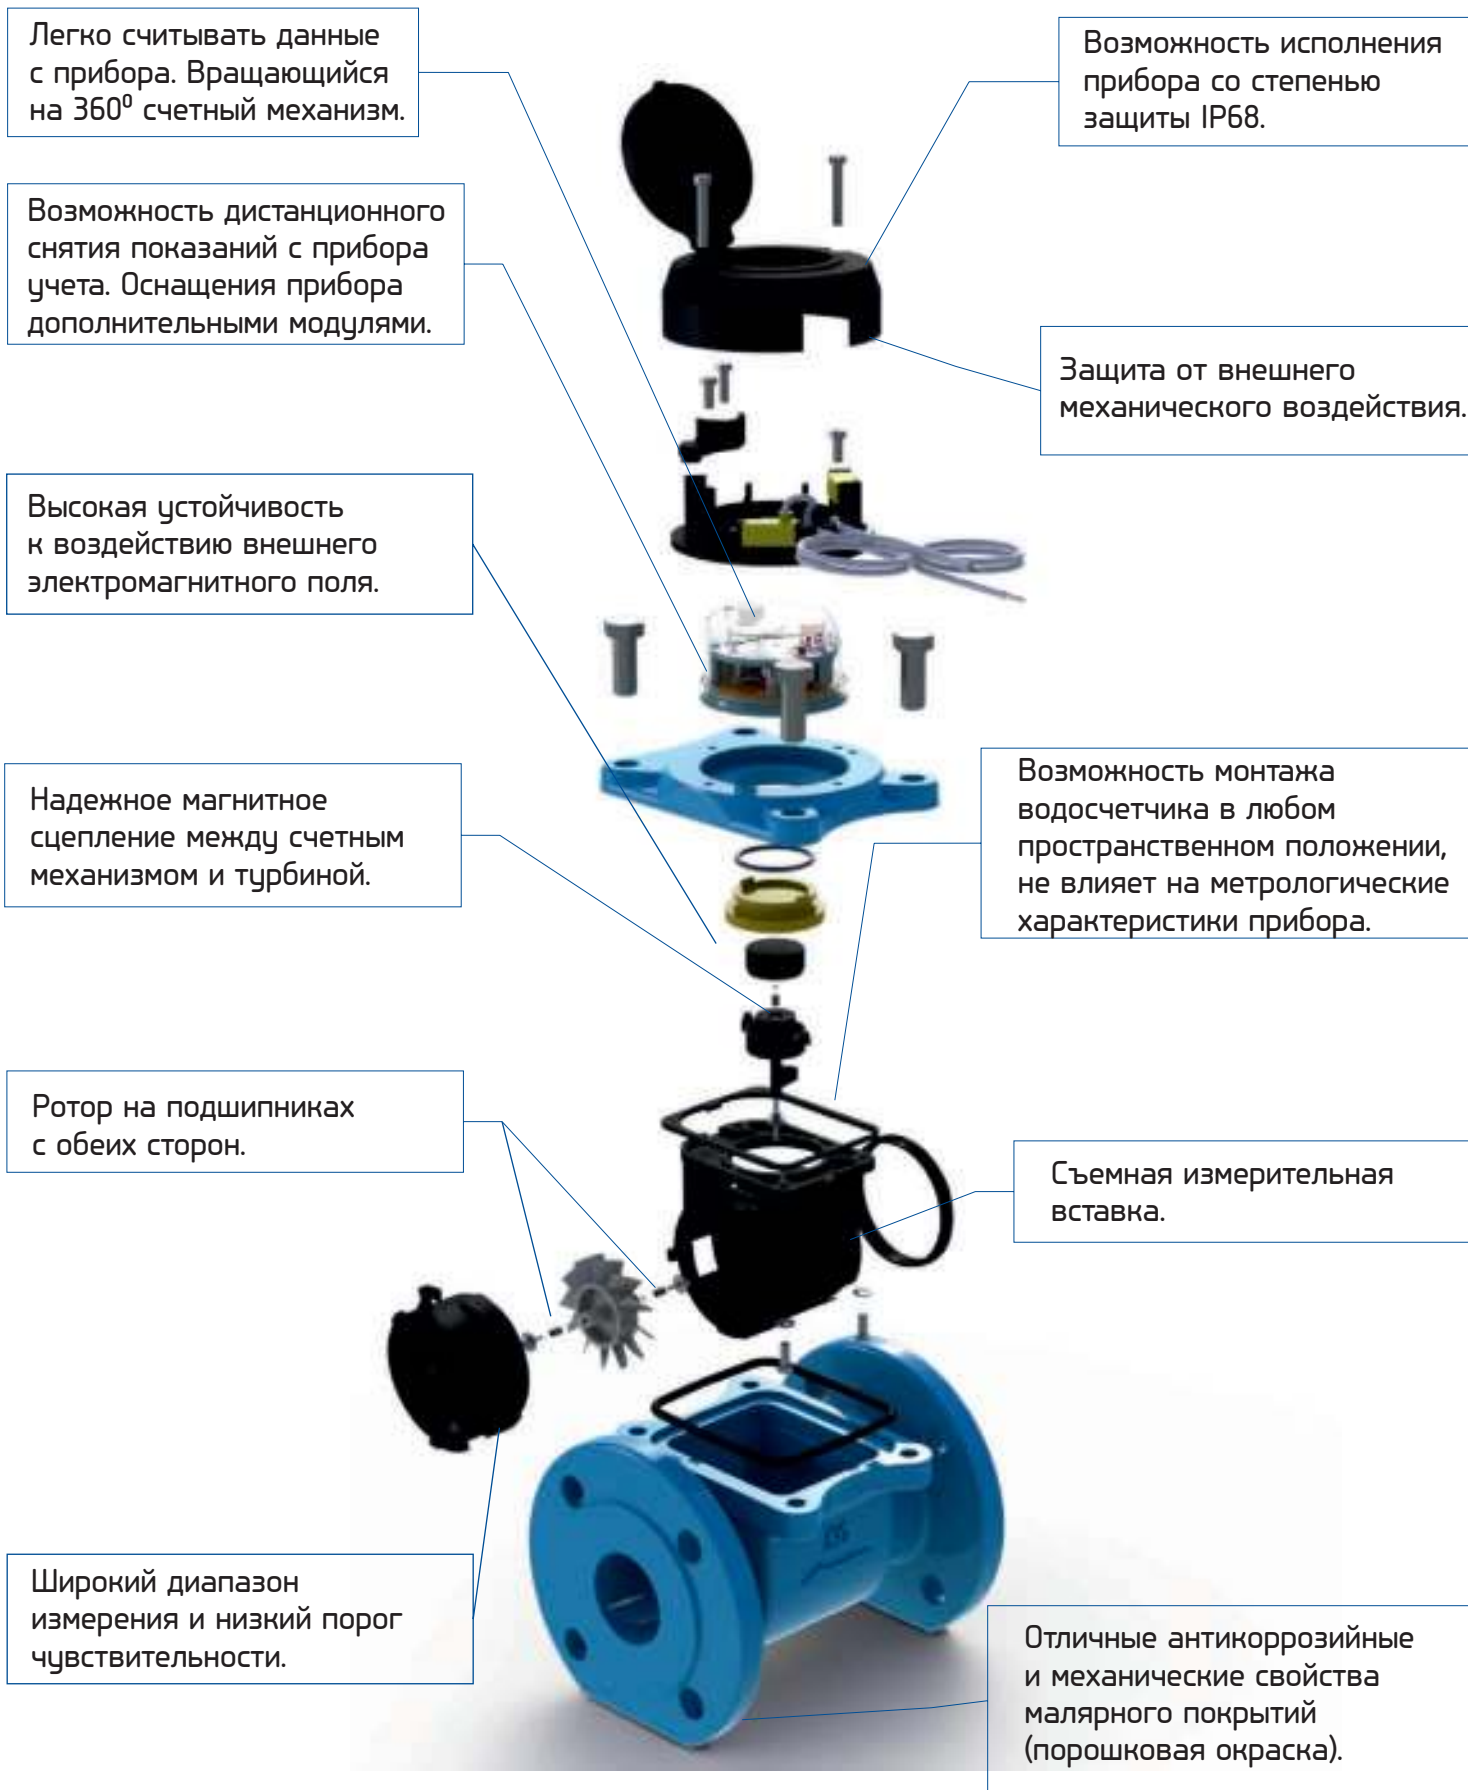 Легко считывать данные
с прибора. Вращающийся
на 360⁰ счетный механизм.
Возможность исполнения
прибора со степенью
защиты IP68.
Возможность дистанционного
снятия показаний с прибора
учета. Оснащения прибора
дополнительными модулями.
Защита от внешнего
механического воздействия.
Высокая устойчивость
к воздействию внешнего
электромагнитного поля.
Надежное магнитное
сцепление между счетным
механизмом и турбиной.
Возможность монтажа
водосчетчика в любом
пространственном положении,
не влияет на метрологические
характеристики прибора.
Ротор на подшипниках
с обеих сторон.
Съемная измерительная
вставка.
Широкий диапазон
измерения и низкий порог
чувствительности.
Отличные антикоррозийные
и механические свойства
малярного покрытий
(порошковая окраска).